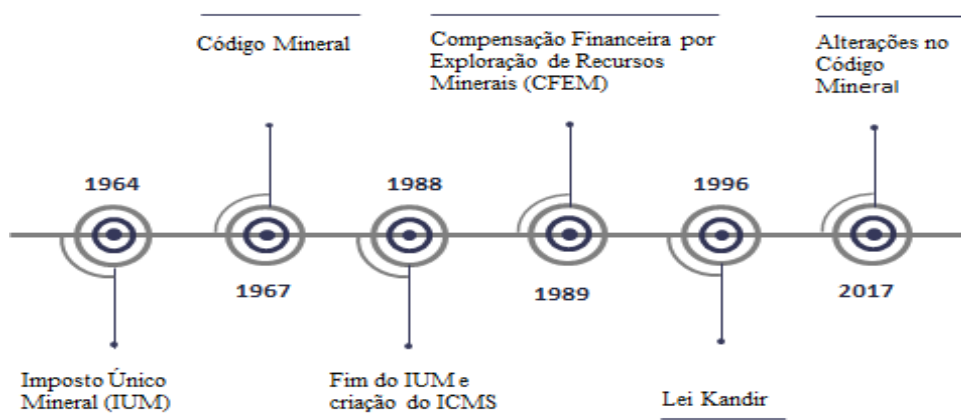 Código Mineral
Compensação Financeira por
Exploração de Recursos
Minerais (CFEM)
Alterações no
Código
Mineral
1964
1988
1996
1967
1989
2017
Imposto Único
Mineral (IUM)
Fim do IUM e
criação do ICMS
Lei Kandir